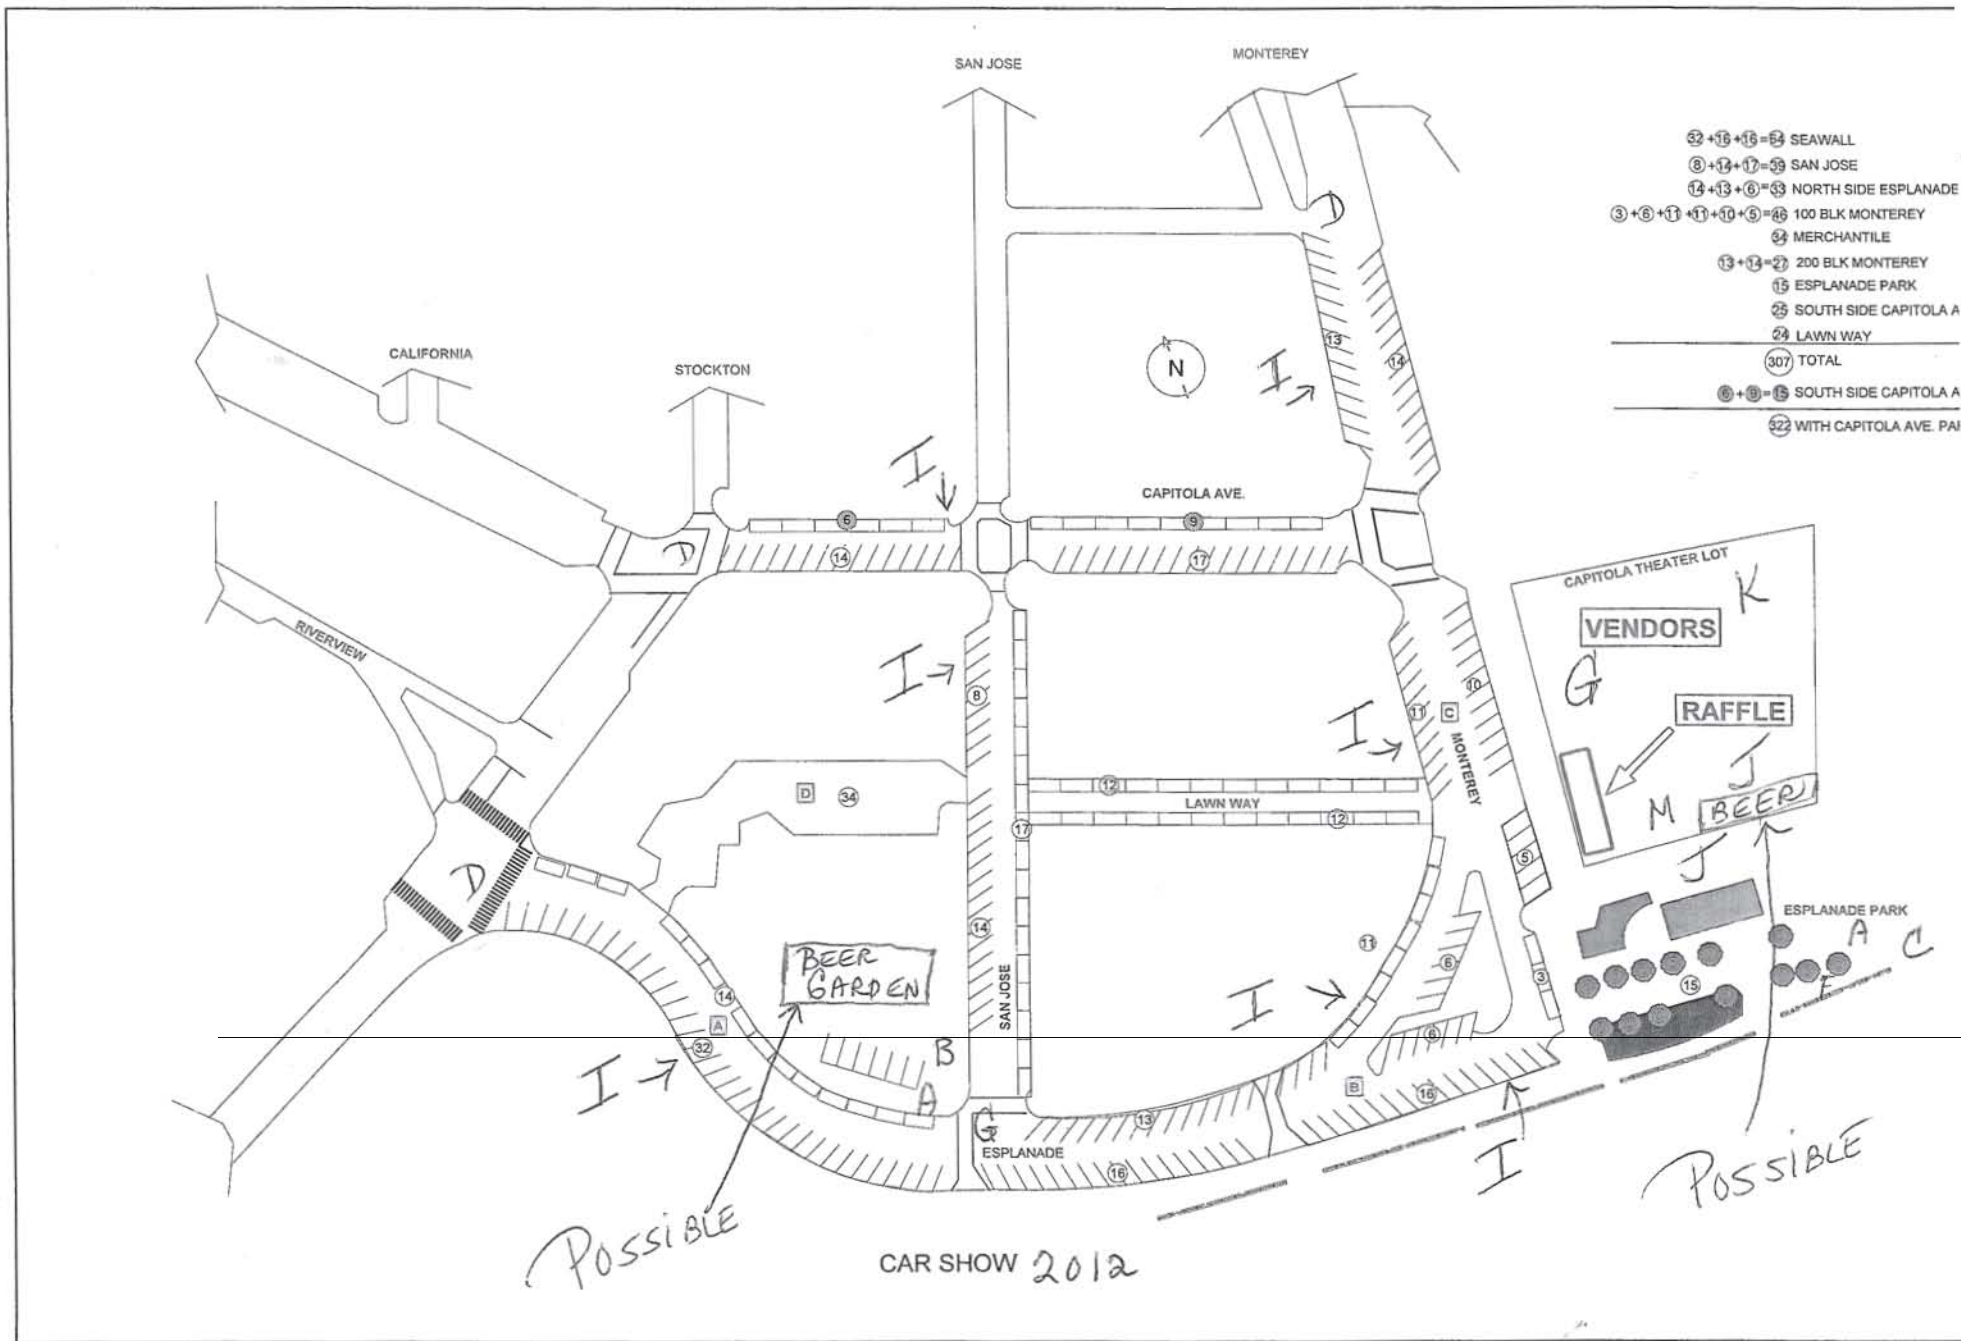 SAN JOSE
MONTEREY
32+16+16=64 SEAWALL
8+14+17=39 SAN JOSE
14+13+6=33 NORTH SIDE ESPLANADE
3+6+11+11+10+5=46 100 BLK MONTEREY
34 MERCHANTILE
13+14=27 200 BLK MONTEREY
15 ESPLANADE PARK
25 SOUTH SIDE CAPITOLA A
24 LAWN WAY
307 TOTAL
6+9=15 SOUTH SIDE CAPITOLA A
322 WITH CAPITOLA AVE. PAR
D
CALIFORNIA
STOCKTON
N
I
13
14
I
CAPITOLA AVE.
6
9
D
14
17
CAPITOLA THEATER LOT
K
VENDORS
RIVERVIEW
I
8
G
10
11
C
RAFFLE
I
MONTEREY
J
D
34
12
LAWN WAY
12
M
BEER
17
5
J
D
ESPLANADE PARK
A
C
F
14
11
6
3
15
BEER
GARDEN
14
SAN JOSE
I
A
32
B
6
I
A
B
16
G
13
ESPLANADE
16
I
POSSIBLE
POSSIBLE
CAR SHOW 2012